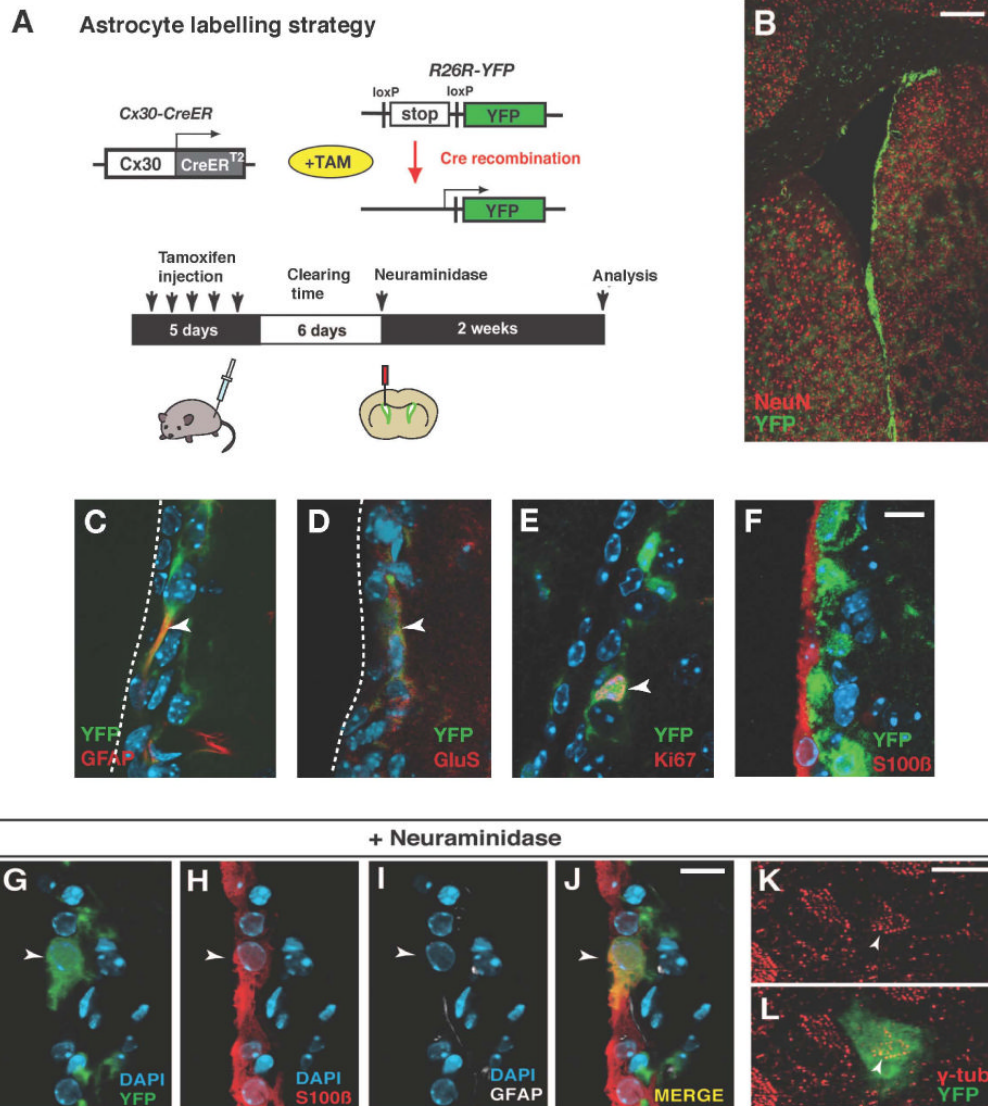 A Astrocyte labelling strategy
R26R-YFP
loxP loxP
Cx30-CreER
stop YFP
Cx30 CreERT2
+TAM
Cre recombination
YFP
Tamoxifen
injection
Clearing
time
Neuraminidase
Analysis
5 days 6 days 2 weeks
B
NeuN
YFP
C
YFP
GFAP
D
YFP
GluS
E
YFP
Ki67
F
YFP
S100ß
+ Neuraminidase
G
DAPI
YFP
H
DAPI
S100ß
I
DAPI
GFAP
J
MERGE
K
L
γ-tub
YFP